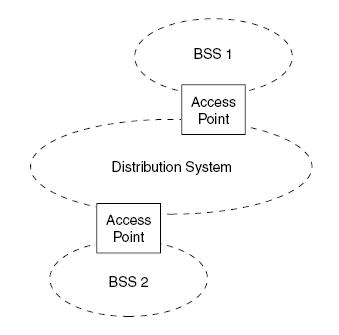 BSS 1
Access
Point
Distribution System
Access
Point
BSS 2